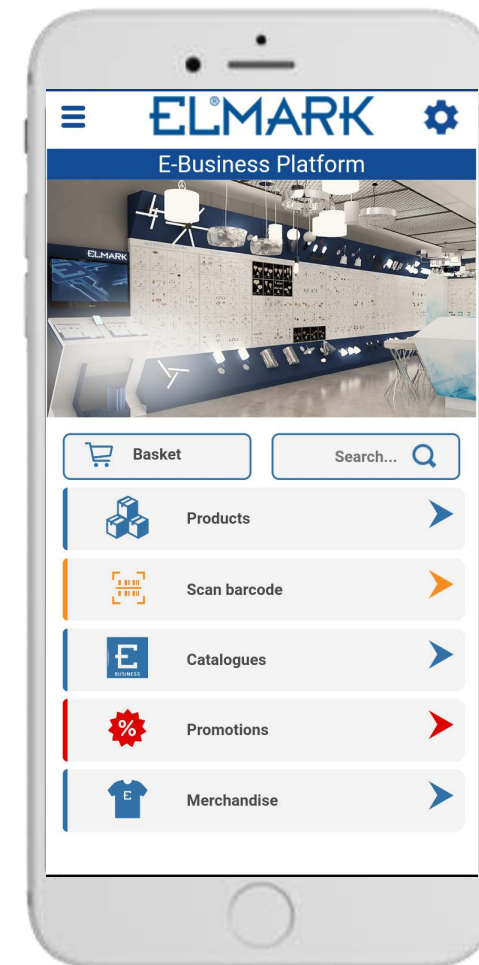 ELMARK®
E-Business Platform
ELMARK
Basket
Search...
Products
Scan barcode
E
BUSINESS
Catalogues
%
Promotions
E
Merchandise